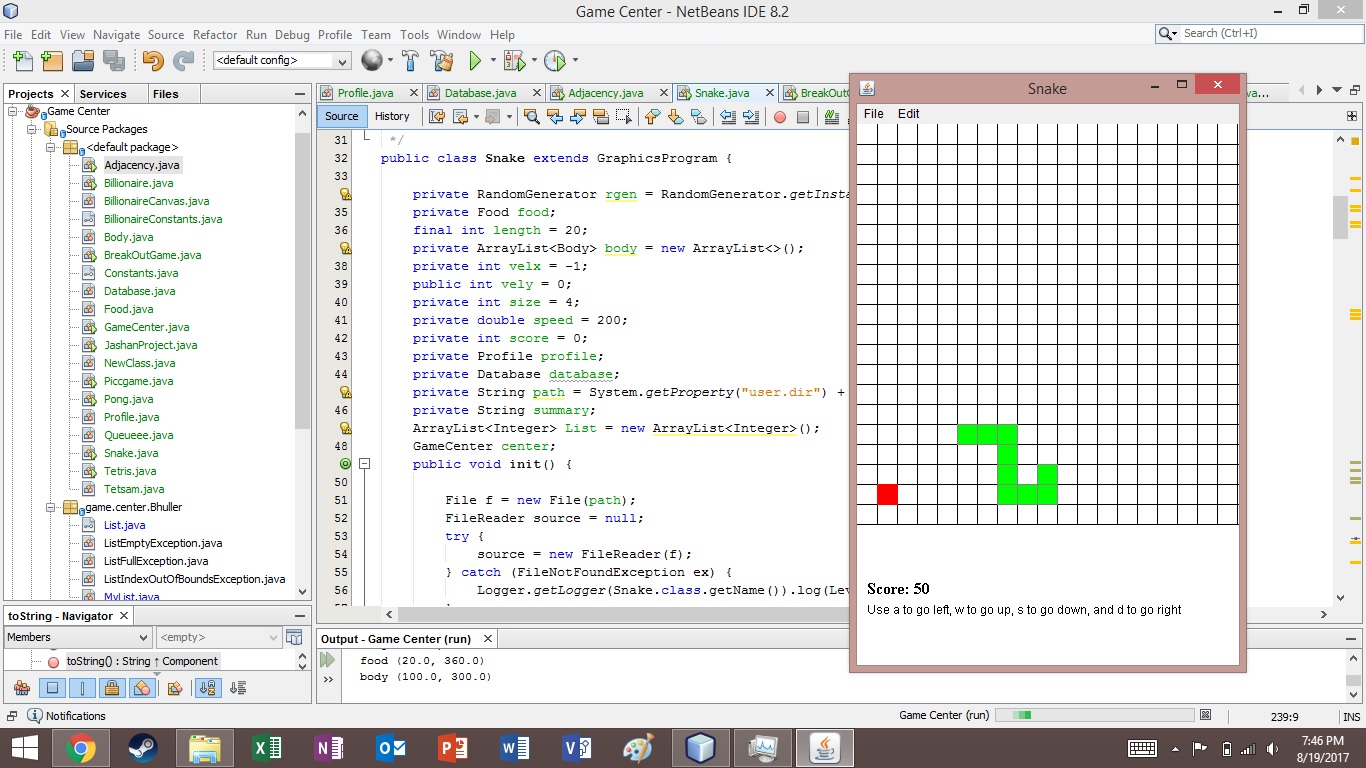 Game Center - NetBeans IDE 8.2
File Edit View Navigate Source Refactor Run Debug Profile Team Tools Window Help
Search (Ctrl+I)
<default config>
Projects Services Files
Game Center
Source Packages
<default package>
Adjacency.java
Billionaire.java
BillionaireCanvas.java
BillionaireConstants.java
Body.java
BreakOutGame.java
Constants.java
Database.java
Food.java
GameCenter.java
JashanProject.java
NewClass.java
Piccgame.java
Pong.java
Profile.java
Queueee.java
Snake.java
Tetris.java
Tetsam.java
game.center.Bhuller
List.java
ListEmptyException.java
ListFullException.java
ListIndexOutOfBoundsException.java
MyList.java
toString - Navigator
Members <empty>
toString() : String ↑ Component
Profile.java Database.java Adjacency.java Snake.java BreakOutG va...
Source History
31 */
32 public class Snake extends GraphicsProgram {
33
private RandomGenerator rgen = RandomGenerator.getInsta
35 private Food food;
36 final int length = 20;
private ArrayList<Body> body = new ArrayList<>();
38 private int velx = -1;
39 public int vely = 0;
40 private int size = 4;
41 private double speed = 200;
42 private int score = 0;
43 private Profile profile;
44 private Database database;
private String path = System.getProperty("user.dir") +
46 private String summary;
ArrayList<Integer> List = new ArrayList<Integer>();
48 GameCenter center;
public void init() {
50
51 File f = new File(path);
52 FileReader source = null;
53 try {
54 source = new FileReader(f);
55 } catch (FileNotFoundException ex) {
56 Logger.getLogger(Snake.class.getName()).log(Lev
Output - Game Center (run)
food (20.0, 360.0)
body (100.0, 300.0)
Snake
File Edit
Score: 50
Use a to go left, w to go up, s to go down, and d to go right
Notifications
Game Center (run)
239:9 INS
7:46 PM
8/19/2017